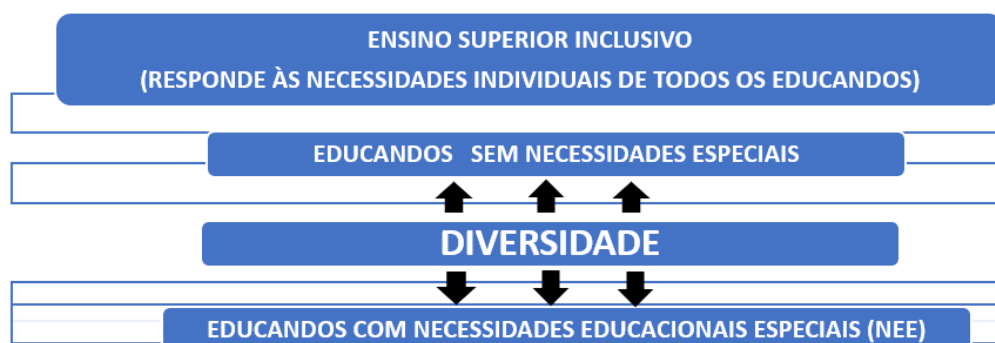 ENSINO SUPERIOR INCLUSIVO
(RESPONDE ÀS NECESSIDADES INDIVIDUAIS DE TODOS OS EDUCANDOS)
EDUCANDOS SEM NECESSIDADES ESPECIAIS
DIVERSIDADE
EDUCANDOS COM NECESSIDADES EDUCACIONAIS ESPECIAIS (NEE)